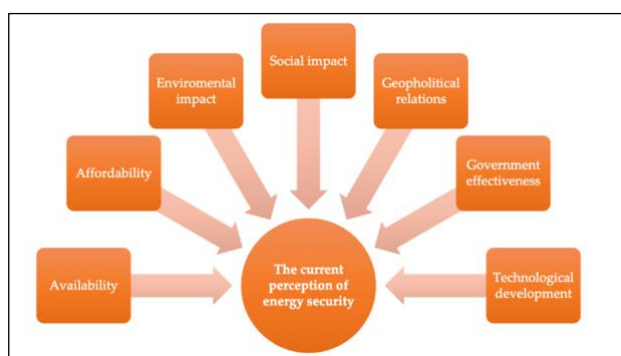 Social impact
Enviromental
impact
Geopholitical
relations
Affordability
Government
effectiveness
Availability
The current
perception of
energy security
Technological
development